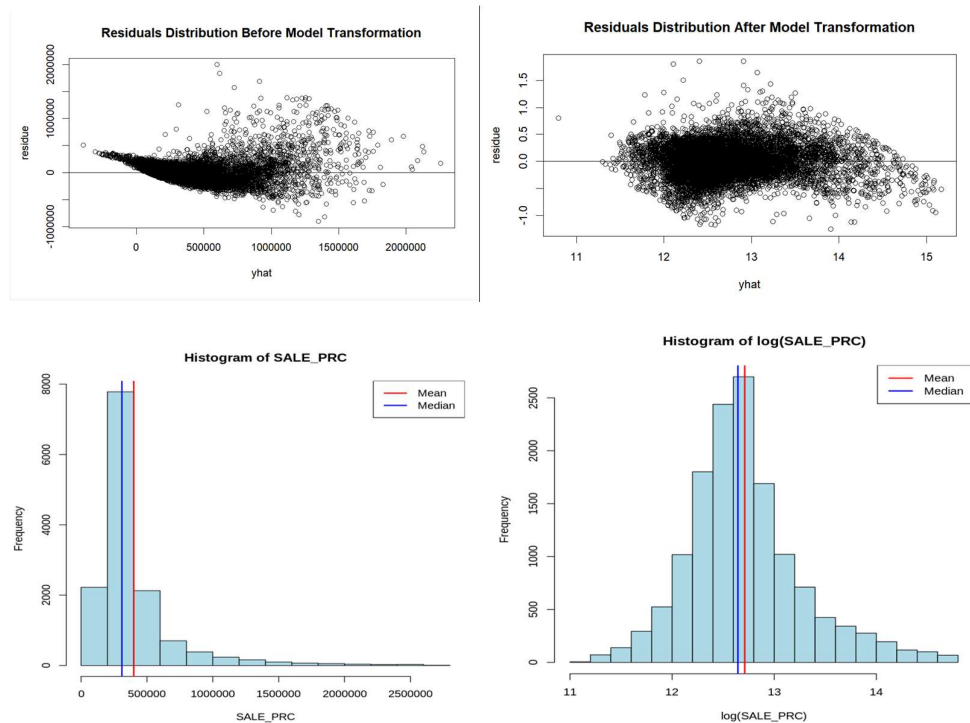 Residuals Distribution Before Model Transformation
residue
-1000000 0 1000000 2000000
0 500000 1000000 1500000 2000000
yhat
Residuals Distribution After Model Transformation
residue
-1.0 0.0 0.5 1.0 1.5
11 12 13 14 15
yhat
Histogram of SALE_PRC
Mean
Median
Frequency
0 2000 4000 6000 8000
0 500000 1000000 1500000 2000000 2500000
SALE_PRC
Histogram of log(SALE_PRC)
Mean
Median
Frequency
0 500 1000 1500 2000 2500
11 12 13 14
log(SALE_PRC)